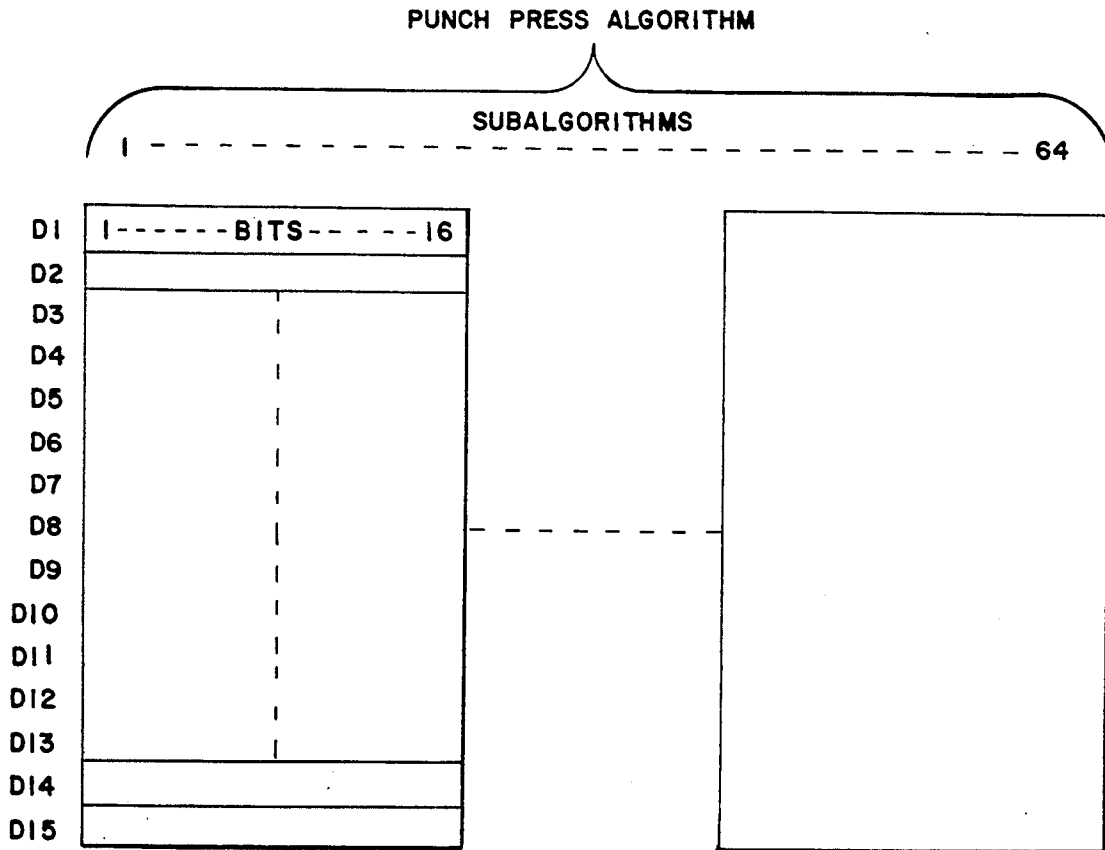 PUNCH PRESS ALGORITHM
SUBALGORITHMS
1 - - - - - - - - - - - - - - - - - - - - - - - - - - - - - 64
D1 1------BITS-----16
D2
D3
D4
D5
D6
D7
D8
D9
D10
D11
D12
D13
D14
D15